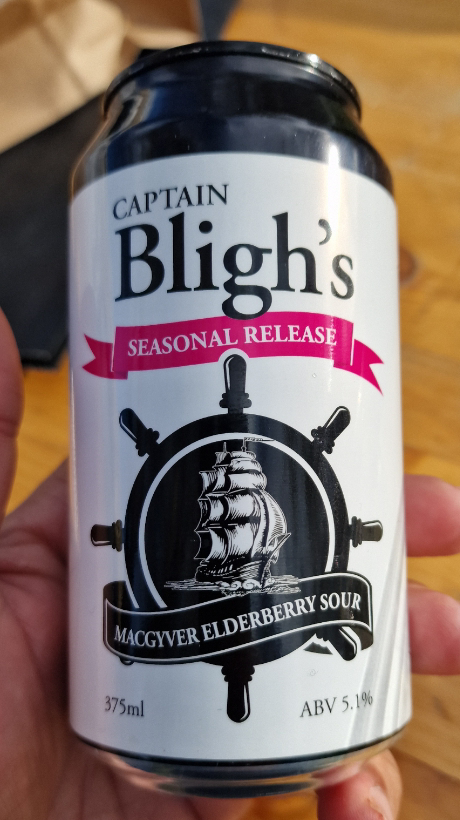 CAPTAIN
Bligh's
SEASONAL RELEASE
MACGYVER ELDERBERRY SOUR
375ml
ABV 5.1%